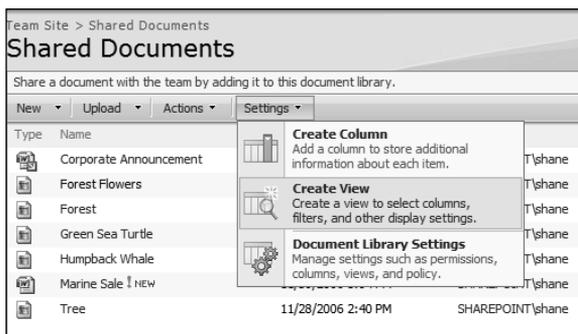 Team Site > Shared Documents
Shared Documents
Share a document with the team by adding it to this document library.
New Upload Actions Settings
Type Name
Create Column
Add a column to store additional
information about each item.
Corporate Announcement T\shane
Forest Flowers T\shane
Create View
Create a view to select columns,
filters, and other display settings.
Forest T\shane
Green Sea Turtle T\shane
Document Library Settings
Manage settings such as permissions,
columns, views, and policy.
Humpback Whale T\shane
Marine Sale ! NEW T\shane
Tree 11/28/2006 2:40 PM SHAREPOINT\shane